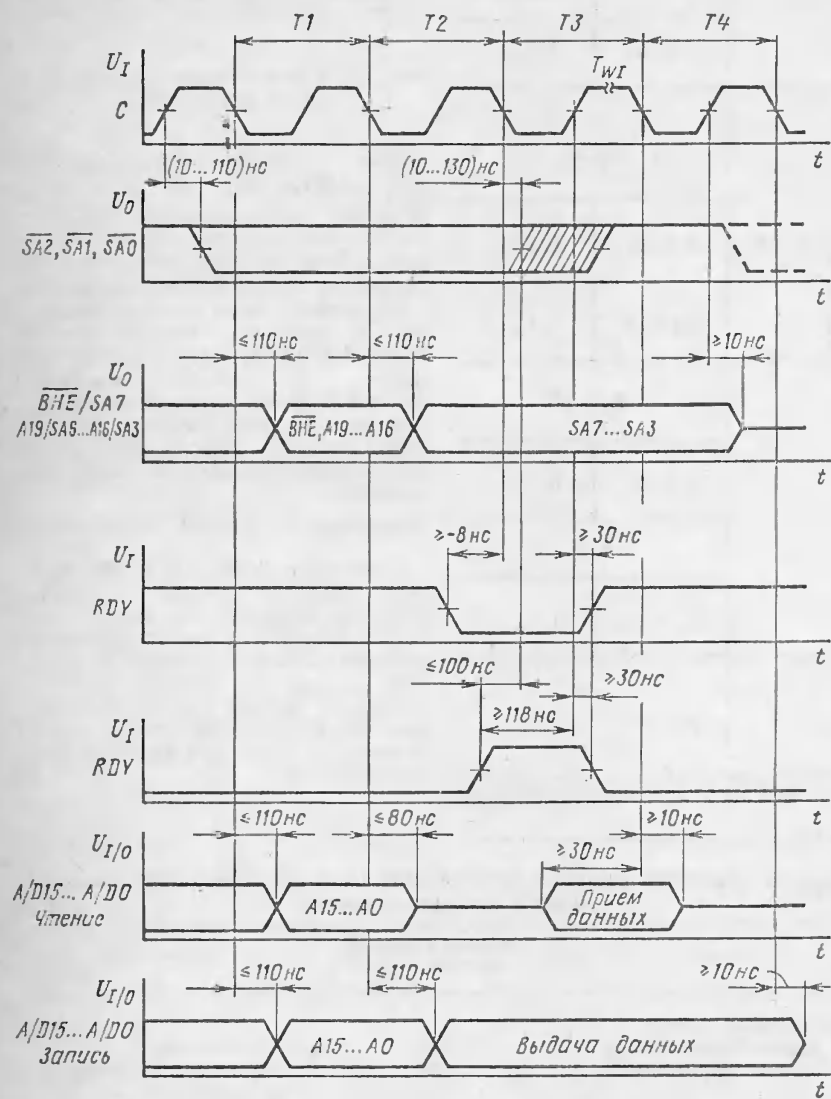 T1 T2 T3 T4
U_I
T_WI
C
t
(10...110)нс (10...130)нс
U_O
SA2, SA1, SA0
t
≤110нс ≤110нс ≥10нс
U_O
BHE/SA7
A19/SA6...A16/SA3
BHE, A19...A16 SA7...SA3
t
≥-8нс ≥30нс
U_I
RDY
t
≤100нс ≥30нс
≥118нс
U_I
RDY
t
≤110нс ≤80нс ≥10нс
U_I/O
≥30нс
A/D15...A/D0
Чтение
A15...A0
Прием
данных
t
≤110нс ≤110нс ≥10нс
U_I/O
A/D15...A/D0
Запись
A15...A0 Выдача данных
t